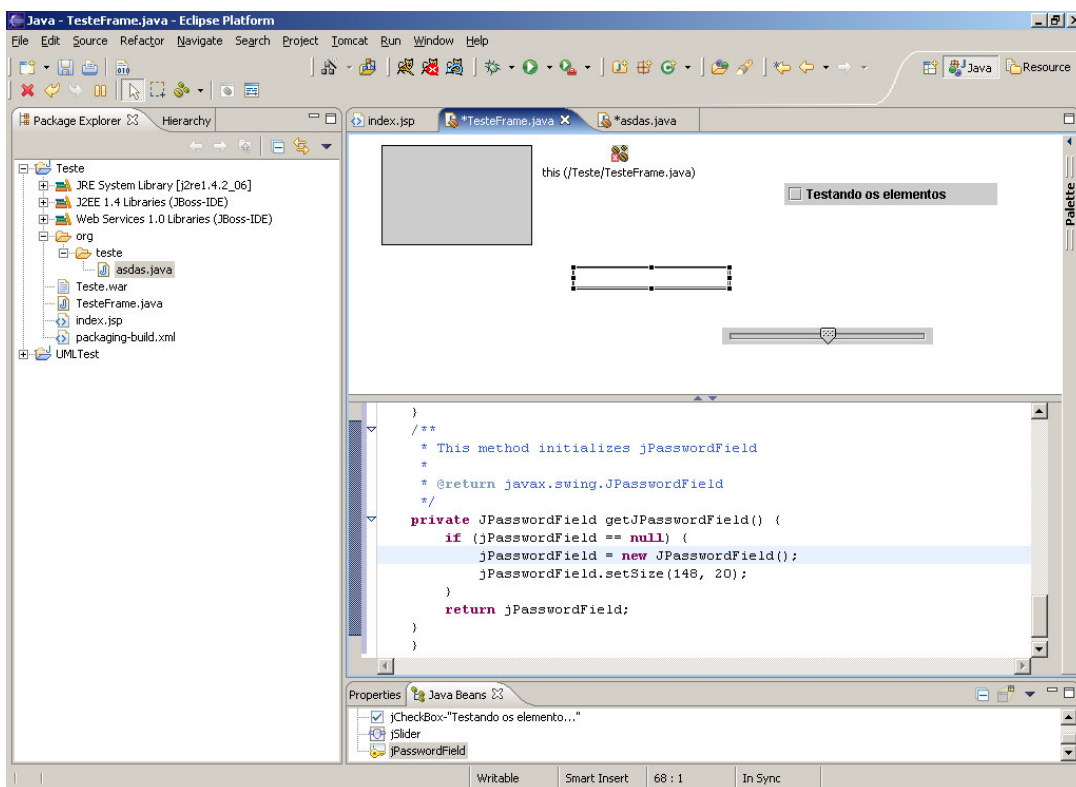 Java - TesteFrame.java - Eclipse Platform
File Edit Source Refactor Navigate Search Project Tomcat Run Window Help
010
Java
Resource
Package Explorer
Hierarchy
index.jsp
*TesteFrame.java
*asdas.java
Teste
JRE System Library [j2re1.4.2_06]
J2EE 1.4 Libraries (JBoss-IDE)
Web Services 1.0 Libraries (JBoss-IDE)
org
teste
asdas.java
Teste.war
TesteFrame.java
index.jsp
packaging-build.xml
UMLTest
this (/Teste/TesteFrame.java)
Testando os elementos
Palette
}
/**
* This method initializes jPasswordField
*
* @return javax.swing.JPasswordField
*/
private JPasswordField getJPasswordField() {
if (jPasswordField == null) {
jPasswordField = new JPasswordField();
jPasswordField.setSize(148, 20);
}
return jPasswordField;
}
}
Properties
Java Beans
jCheckBox-"Testando os elemento..."
jSlider
jPasswordField
Writable
Smart Insert
68 : 1
In Sync